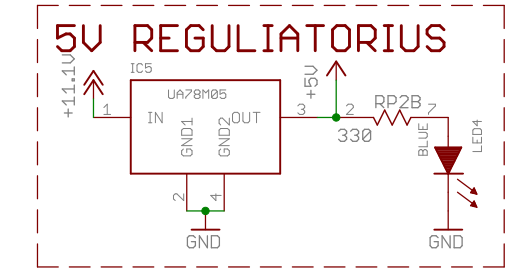 5V REGULIATORIUS
+11.1V
IC5
UA78M05
+5V
1
IN
GND1
GND2
OUT
3
2
RP2B
7
330
BLUE
LED4
2
4
GND
GND